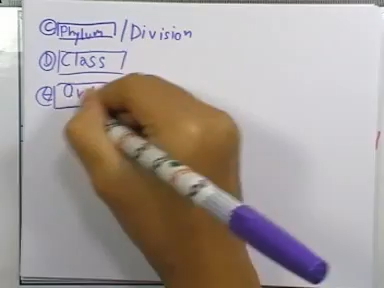 Ⓒ Phylum /Division
Ⓓ Class
Ⓔ